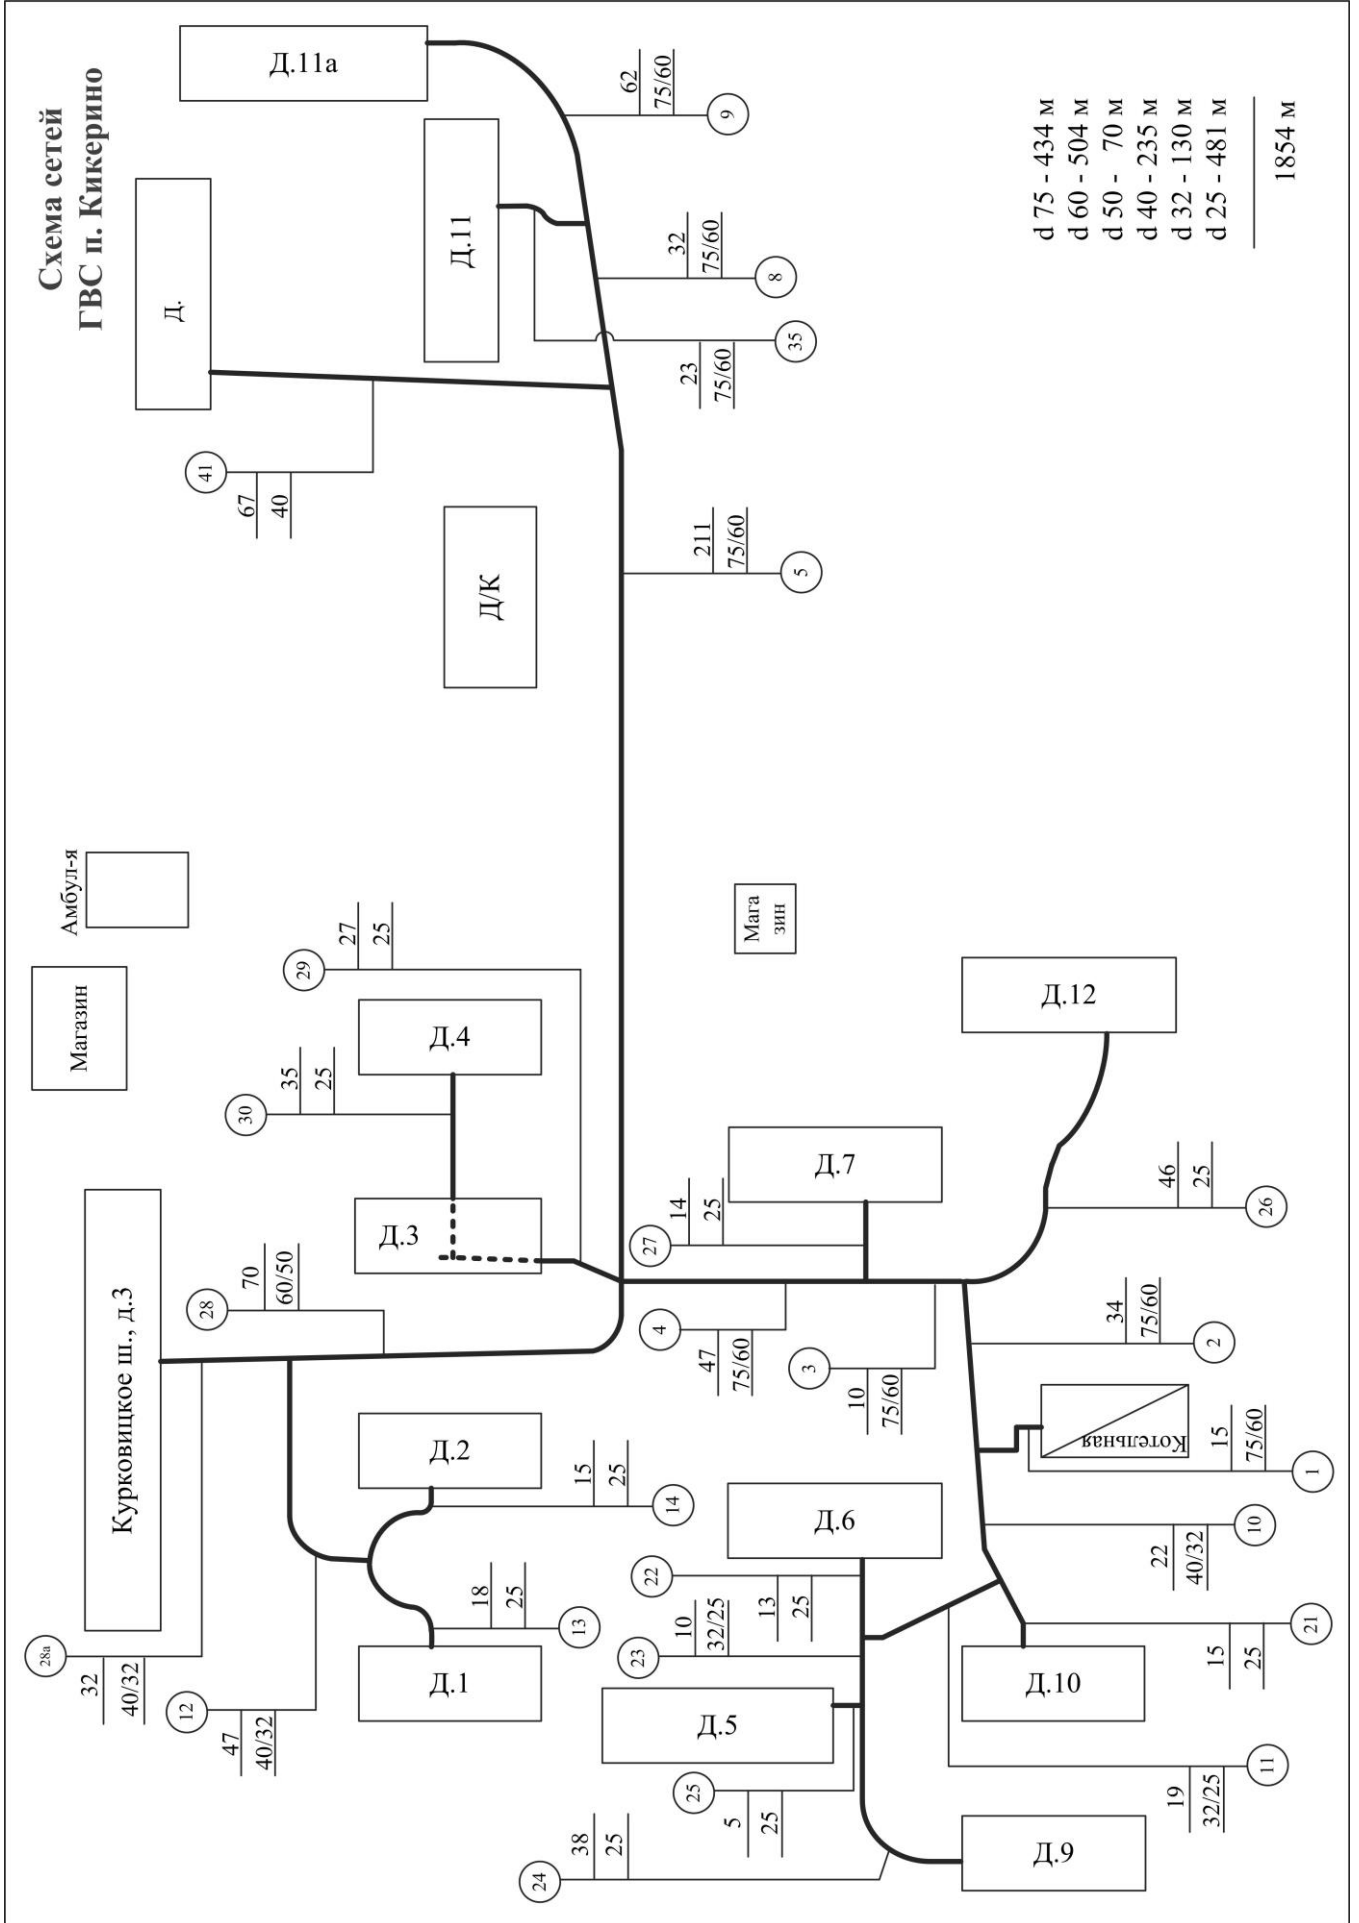 Схема сетей
ГВС п. Кикерино
Магазин
Амбул-я
Курковицкое ш., д.3
Д.
Д.11а
Д.11
Д/К
Д.4
Д.3
Д.2
Д.1
Мага
зин
Д.7
Д.6
Д.5
Д.12
Котельная
Д.10
Д.9
28а
32
40/32
12
47
40/32
28
70
60/50
30
35
25
29
27
25
41
67
40
13
18
25
14
15
25
5
211
75/60
35
23
75/60
8
32
75/60
9
62
75/60
24
38
25
25
5
25
23
10
32/25
22
13
25
3
10
75/60
4
47
75/60
27
14
25
11
19
32/25
21
15
25
10
22
40/32
1
15
75/60
2
34
75/60
26
46
25
d 75 - 434 м
d 60 - 504 м
d 50 - 70 м
d 40 - 235 м
d 32 - 130 м
d 25 - 481 м
1854 м